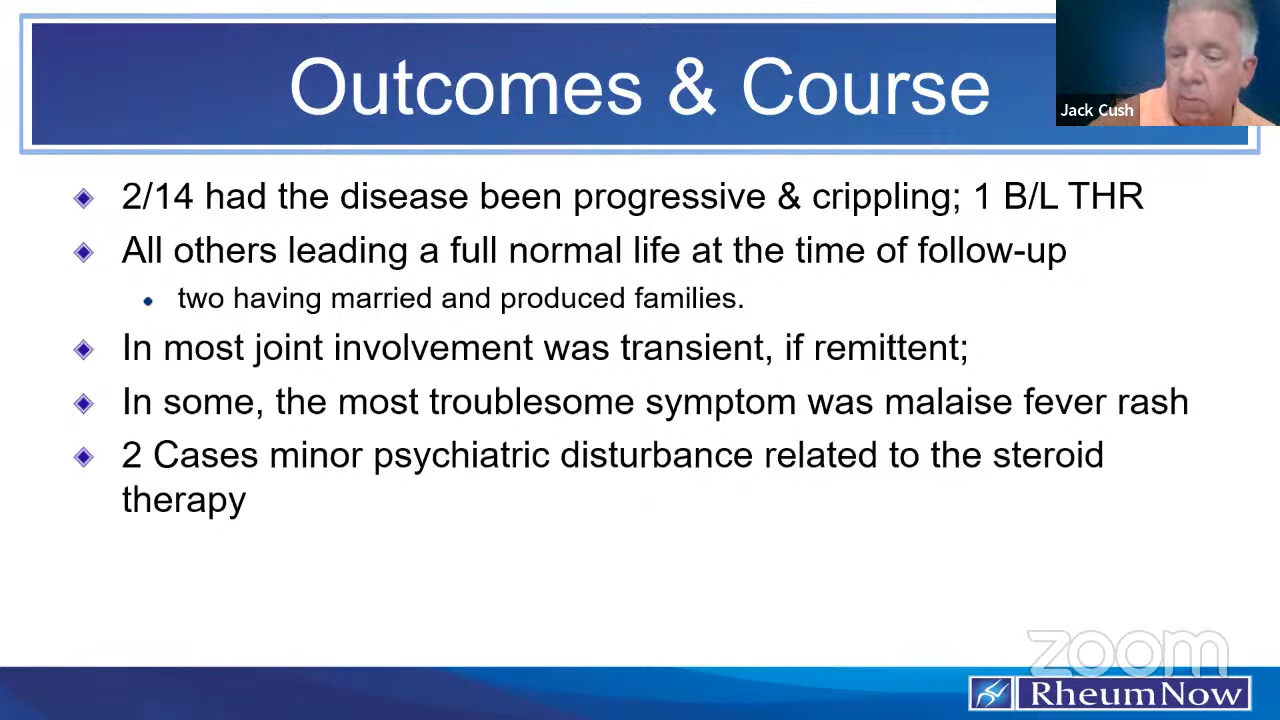 Outcomes & Course
Jack Cush
2/14 had the disease been progressive & crippling; 1 B/L THR
All others leading a full normal life at the time of follow-up
two having married and produced families.
In most joint involvement was transient, if remittent;
In some, the most troublesome symptom was malaise fever rash
2 Cases minor psychiatric disturbance related to the steroid
therapy
zoom
RheumNow